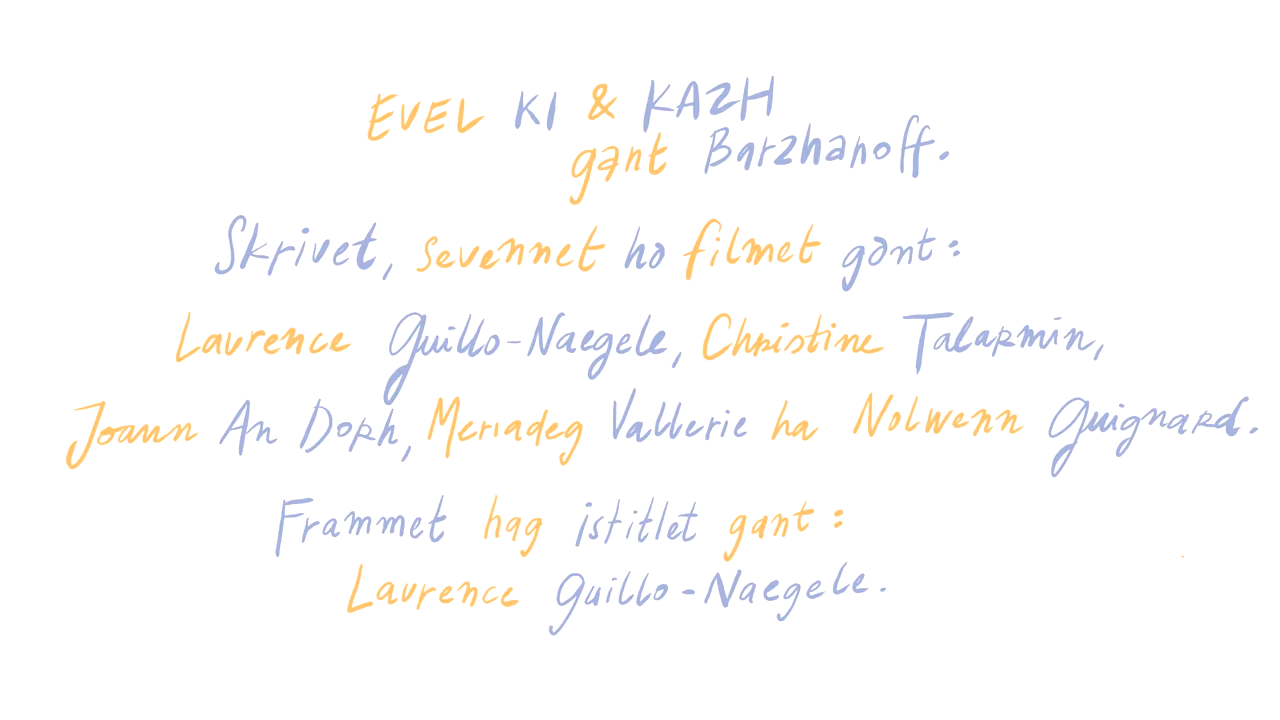 EVEL KI & KAZH
gant Barzhanoff.
Skrivet, sevennet ha filmet gant :
Laurence Guillo-Naegele, Christine Talarmin,
Joann An Dorh, Meriadeg Vallerie ha Nolwenn Guignard.
Frammet hag istitlet gant :
Laurence Guillo-Naegele.